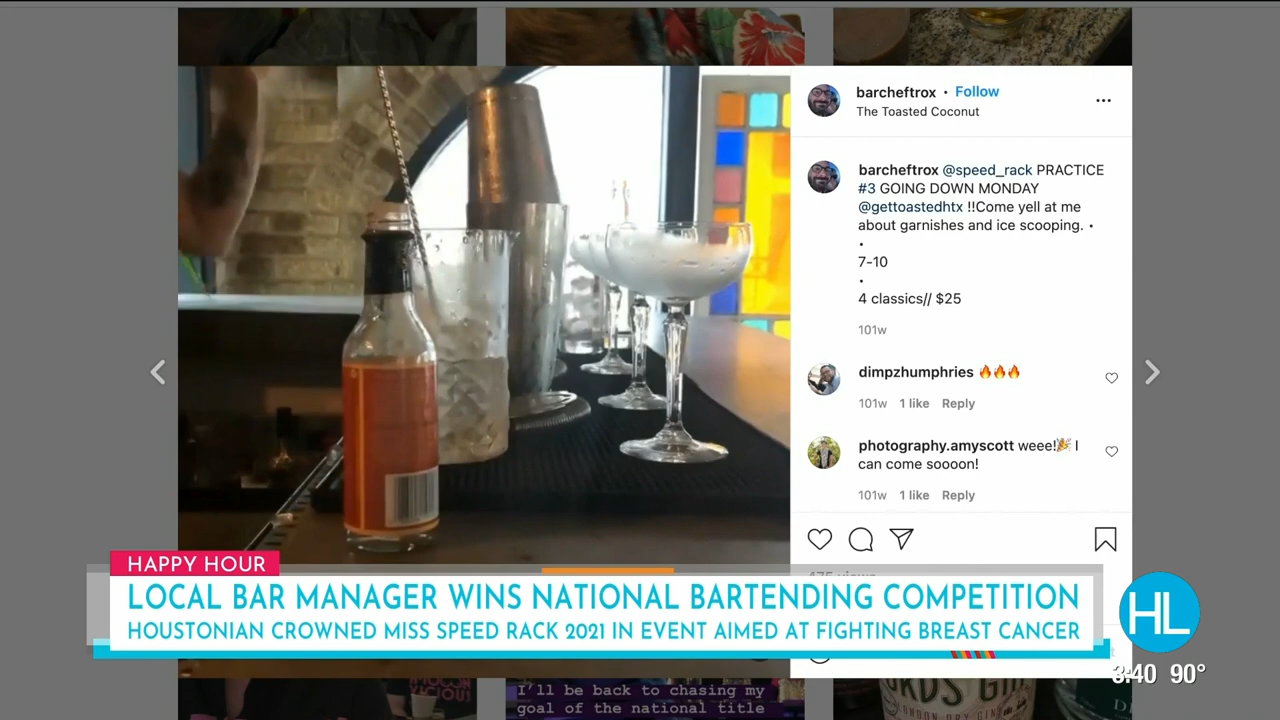 barcheftrox • Follow
The Toasted Coconut
barcheftrox @speed_rack PRACTICE
#3 GOING DOWN MONDAY
@gettoastedhtx !!Come yell at me
about garnishes and ice scooping. •
•
7-10
•
4 classics// $25
101w
dimpzhumphries 🔥🔥🔥
101w 1 like Reply
photography.amyscott weee!🎉 I
can come soooon!
101w 1 like Reply
HAPPY HOUR
LOCAL BAR MANAGER WINS NATIONAL BARTENDING COMPETITION
HOUSTONIAN CROWNED MISS SPEED RACK 2021 IN EVENT AIMED AT FIGHTING BREAST CANCER
HL
3:40 90°
I'll be back to chasing my
goal of the national title
LONDON DRY GIN